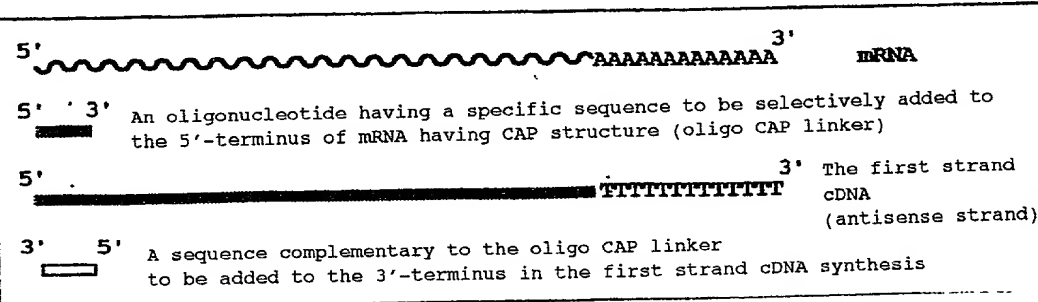 5' AAAAAAAAAAAAA 3' mRNA
5' 3' An oligonucleotide having a specific sequence to be selectively added to
the 5'-terminus of mRNA having CAP structure (oligo CAP linker)
5' TTTTTTTTTTTTT 3' The first strand
cDNA
(antisense strand)
3' 5' A sequence complementary to the oligo CAP linker
to be added to the 3'-terminus in the first strand cDNA synthesis